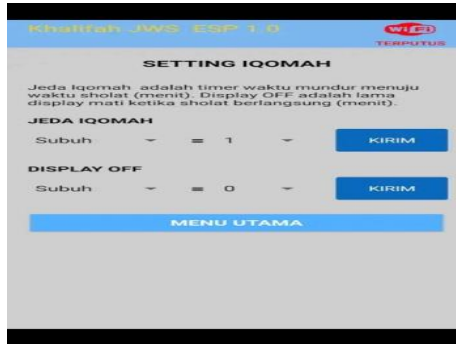 Khalifah JWS ESP 1.0
Wi Fi
TERPUTUS
SETTING IQOMAH
Jeda Iqomah adalah timer waktu mundur menuju
waktu sholat (menit). Display OFF adalah lama
display mati ketika sholat berlangsung (menit).
JEDA IQOMAH
Subuh = 1 KIRIM
DISPLAY OFF
Subuh = 0 KIRIM
MENU UTAMA